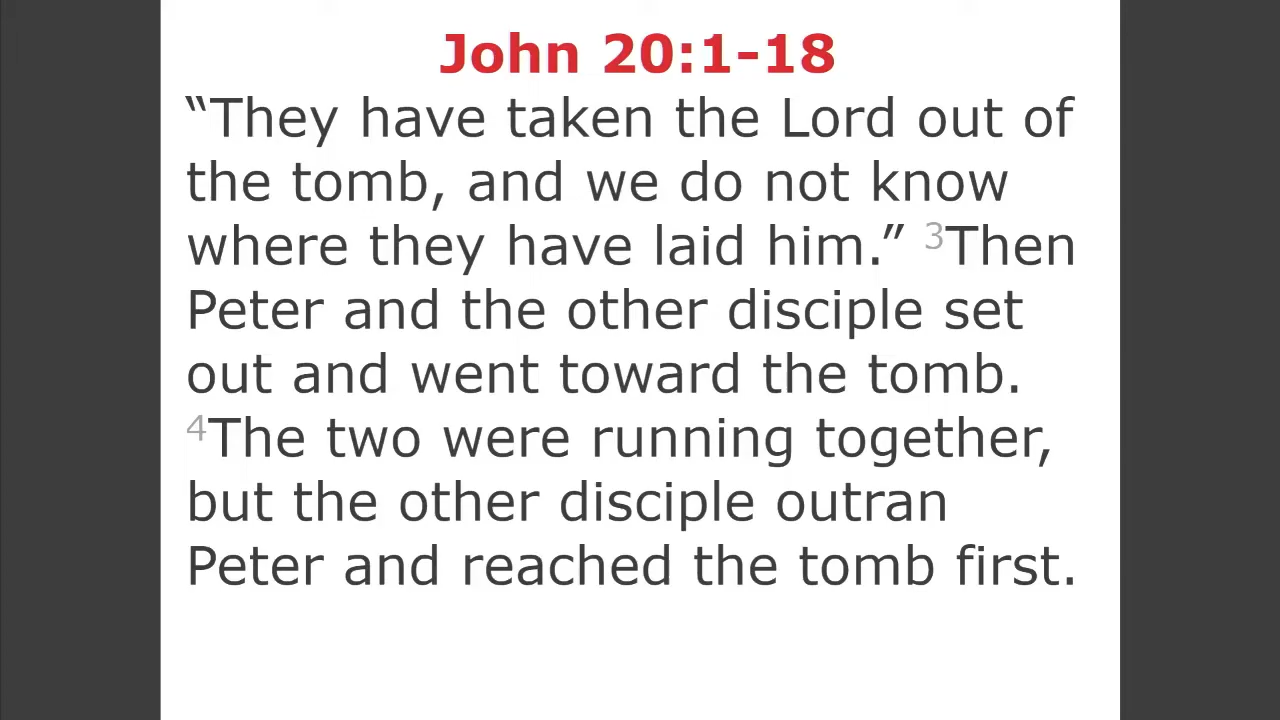 John 20:1-18
“They have taken the Lord out of
the tomb, and we do not know
where they have laid him.” ³Then
Peter and the other disciple set
out and went toward the tomb.
⁴The two were running together,
but the other disciple outran
Peter and reached the tomb first.